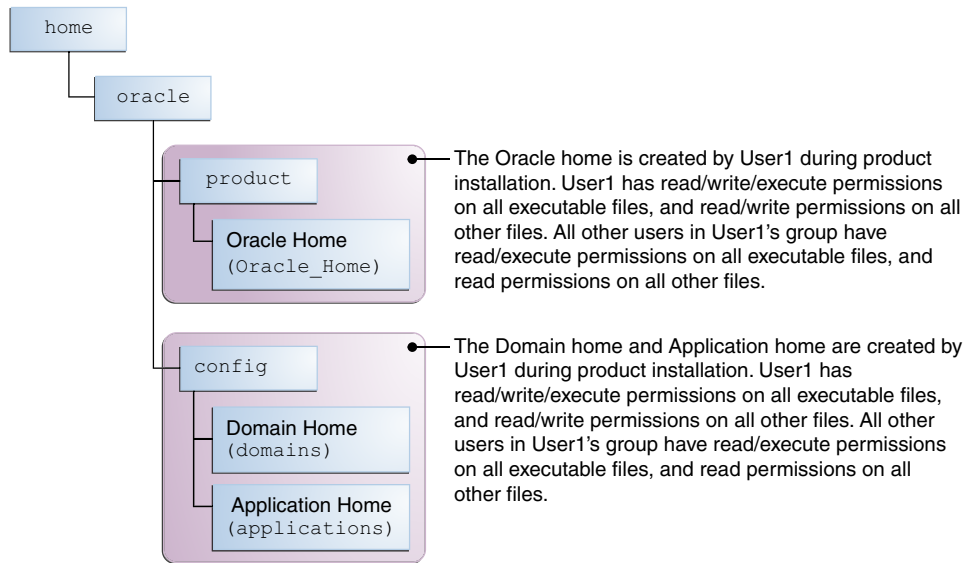 home
oracle
product
Oracle Home
(Oracle_Home)
The Oracle home is created by User1 during product
installation. User1 has read/write/execute permissions
on all executable files, and read/write permissions on all
other files. All other users in User1's group have
read/execute permissions on all executable files, and
read permissions on all other files.
config
Domain Home
(domains)
Application Home
(applications)
The Domain home and Application home are created by
User1 during product installation. User1 has
read/write/execute permissions on all executable files,
and read/write permissions on all other files. All other
users in User1's group have read/execute permissions
on all executable files, and read permissions on all
other files.